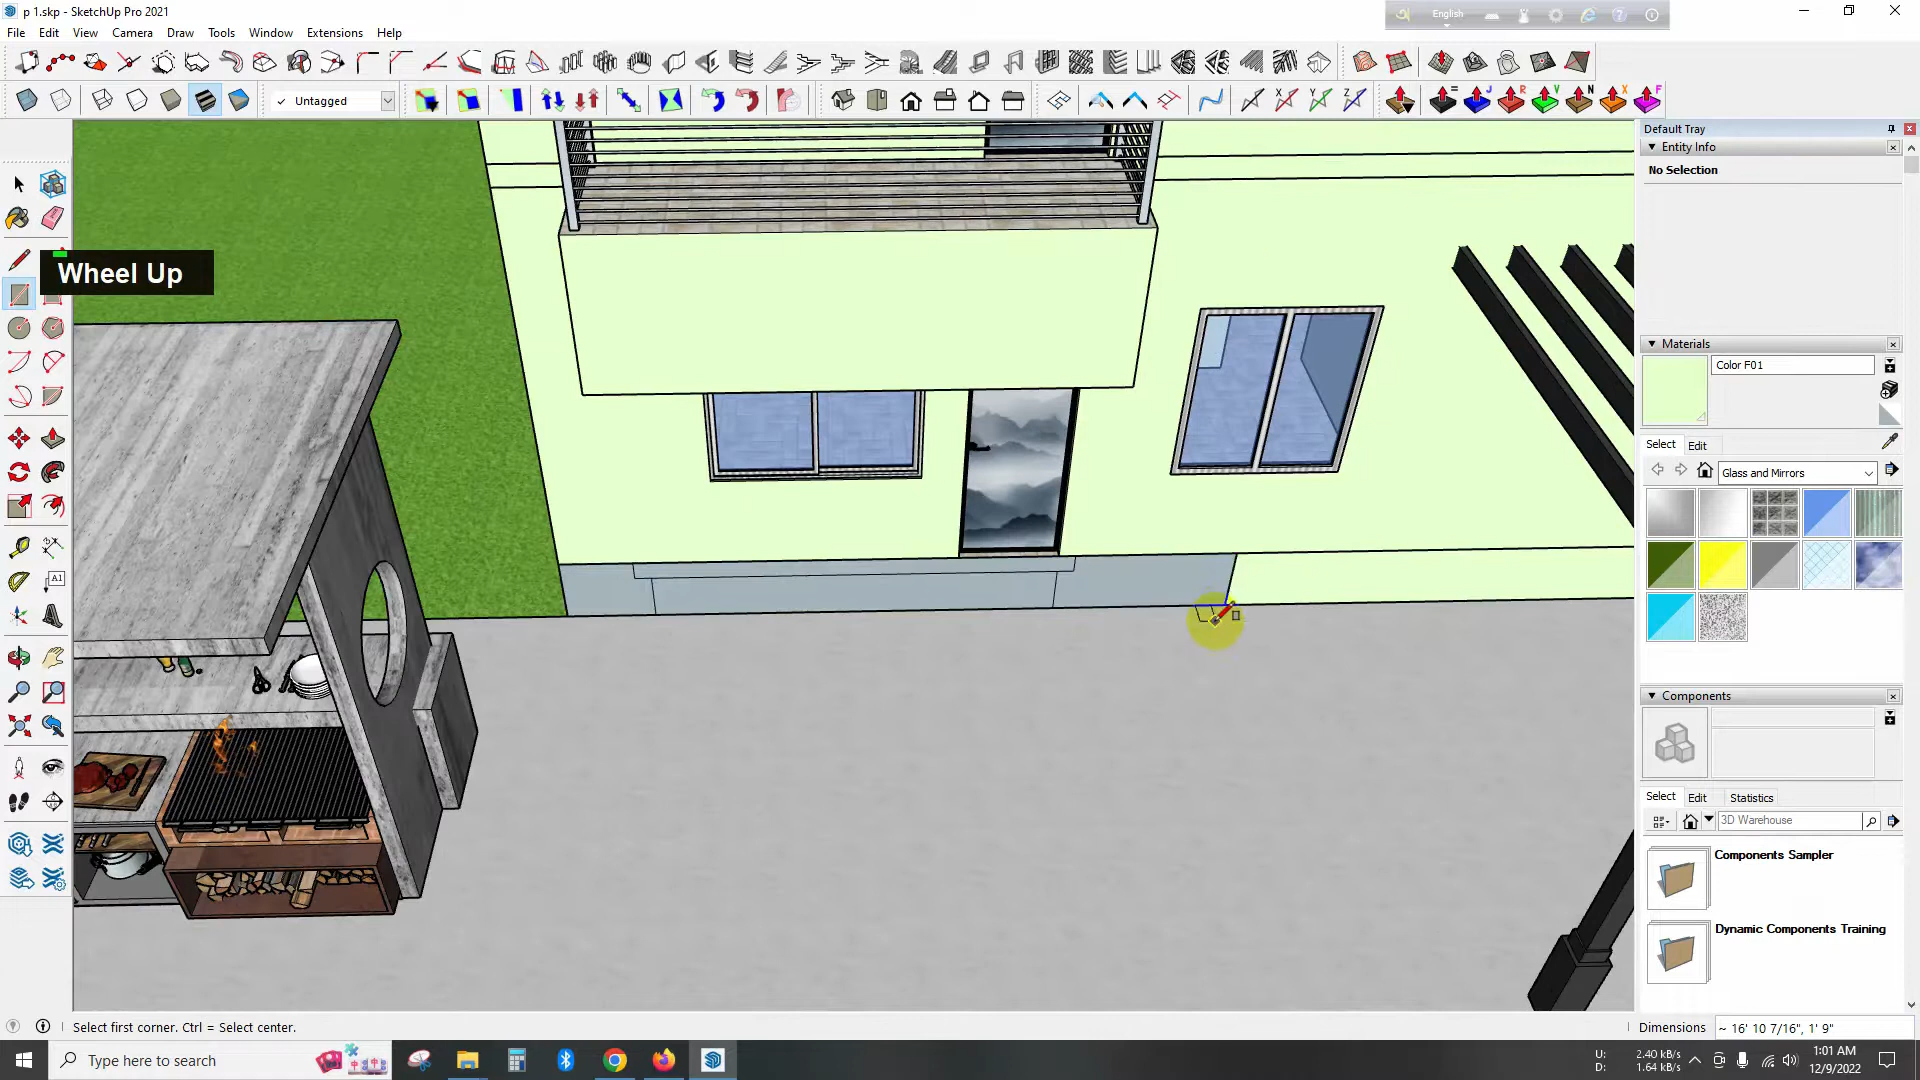 p 1.skp - SketchUp Pro 2021
English
File Edit View Camera Draw Tools Window Extensions Help
Untagged
Default Tray
Entity Info
No Selection
Wheel Up
Materials
Color F01
Select Edit
Glass and Mirrors
Components
Select Edit Statistics
3D Warehouse
Components Sampler
Dynamic Components Training
Select first corner. Ctrl = Select center.
Dimensions ~ 16' 10 7/16", 1' 9"
Type here to search
U: 2.40 kB/s
D: 1.64 kB/s
1:01 AM
12/9/2022